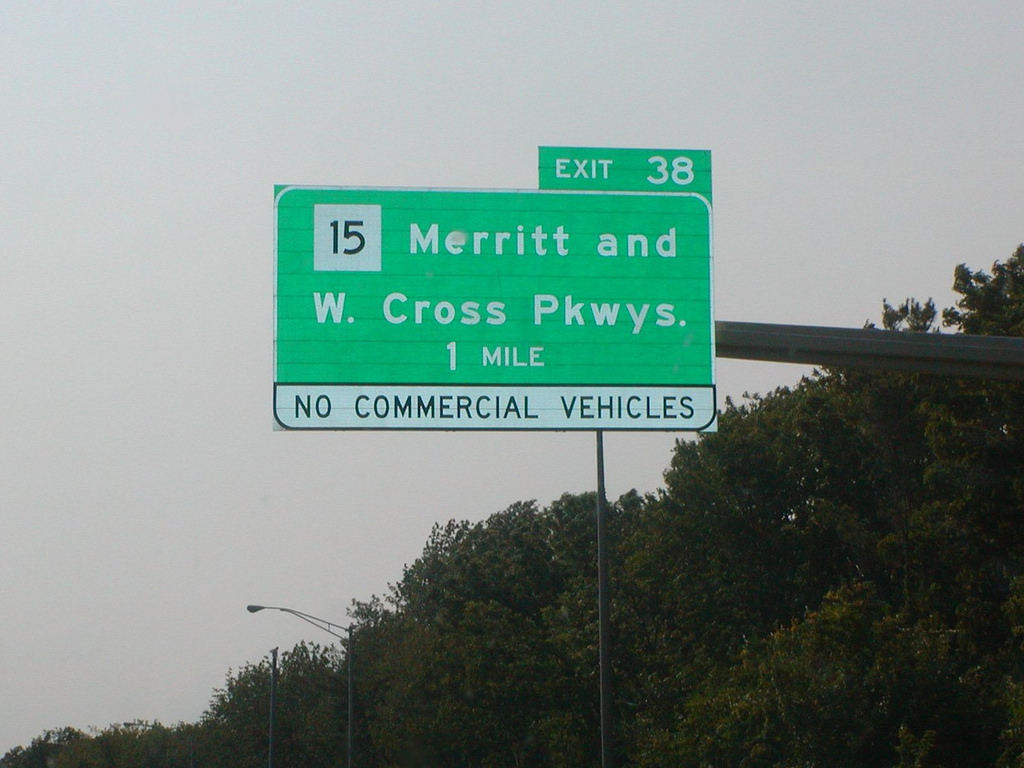 EXIT 38
15 Merritt and
W. Cross Pkwys.
1 MILE
NO COMMERCIAL VEHICLES